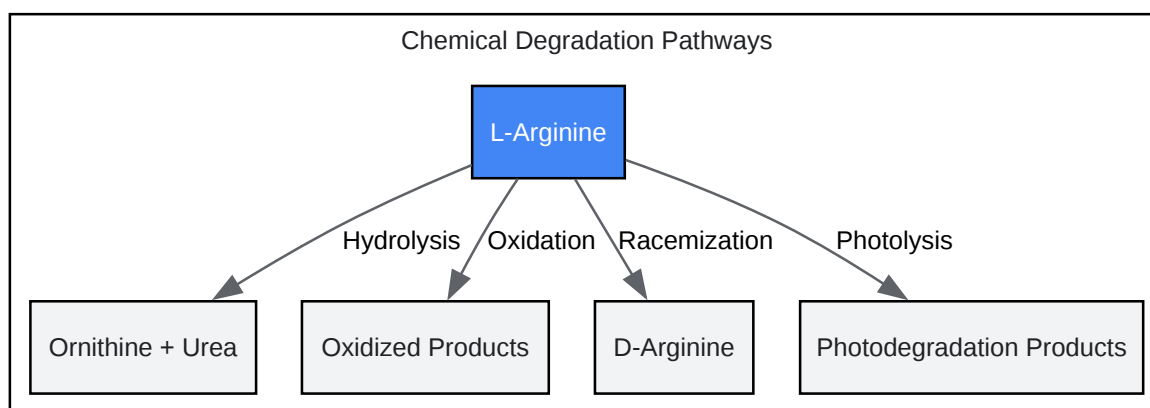 Chemical Degradation Pathways
L-Arginine
Hydrolysis
Oxidation
Racemization
Photolysis
Ornithine + Urea
Oxidized Products
D-Arginine
Photodegradation Products